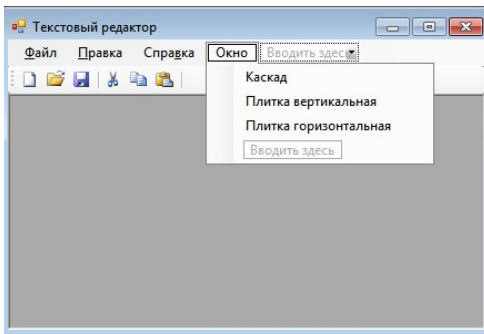 Текстовый редактор
Файл Правка Справка Окно Вводить здесь
Каскад
Плитка вертикальная
Плитка горизонтальная
Вводить здесь